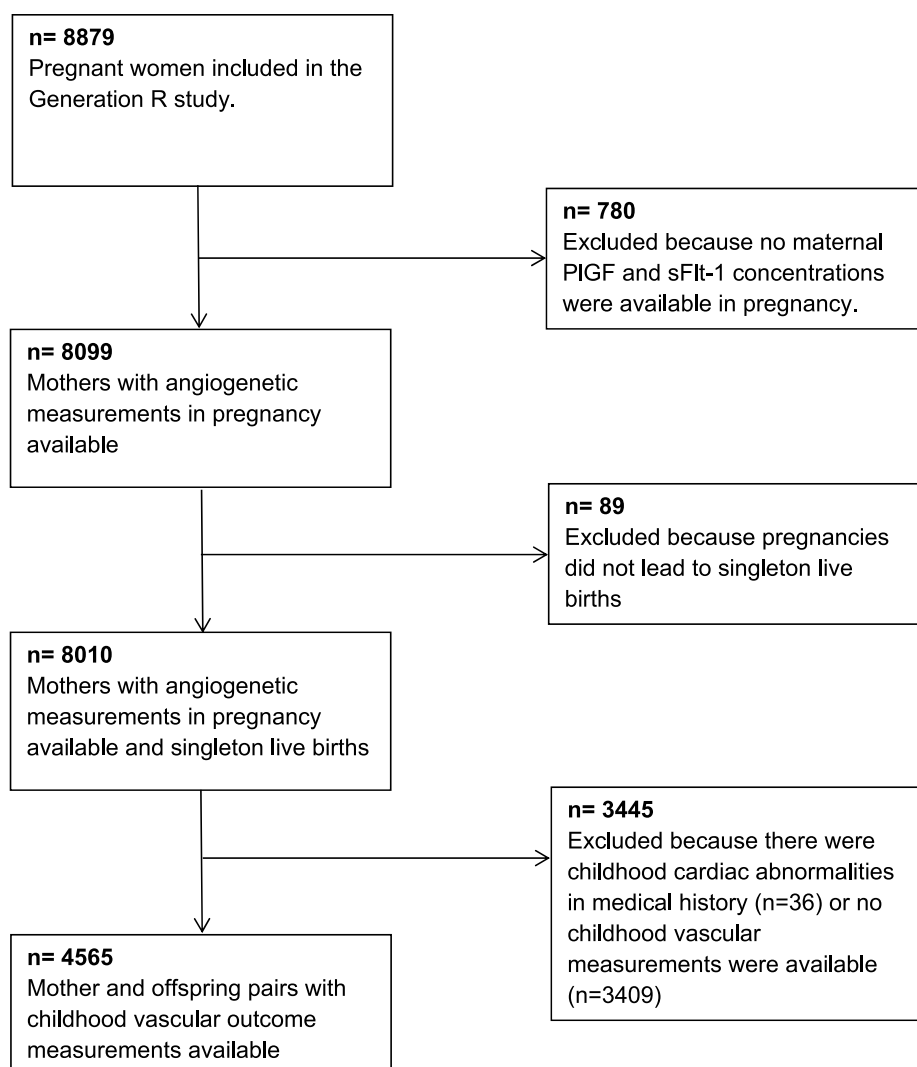 n= 8879
Pregnant women included in the
Generation R study.
n= 780
Excluded because no maternal
PlGF and sFlt-1 concentrations
were available in pregnancy.
n= 8099
Mothers with angiogenetic
measurements in pregnancy
available
n= 89
Excluded because pregnancies
did not lead to singleton live
births
n= 8010
Mothers with angiogenetic
measurements in pregnancy
available and singleton live births
n= 3445
Excluded because there were
childhood cardiac abnormalities
in medical history (n=36) or no
childhood vascular
measurements were available
(n=3409)
n= 4565
Mother and offspring pairs with
childhood vascular outcome
measurements available